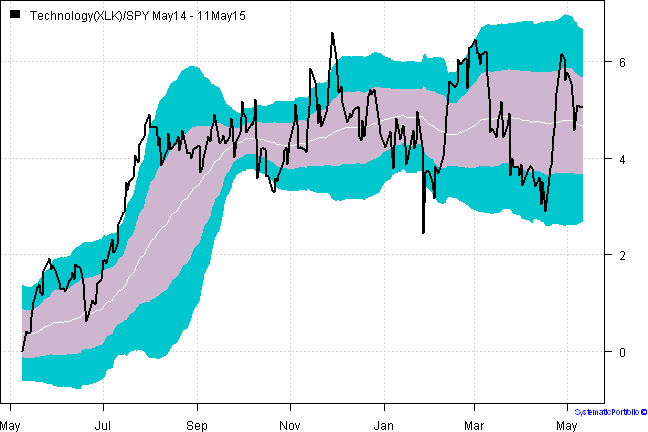 Technology(XLK)/SPY May14 - 11May15
6
4
2
0
SystematicPortfolio ©
May Jul Sep Nov Jan Mar May